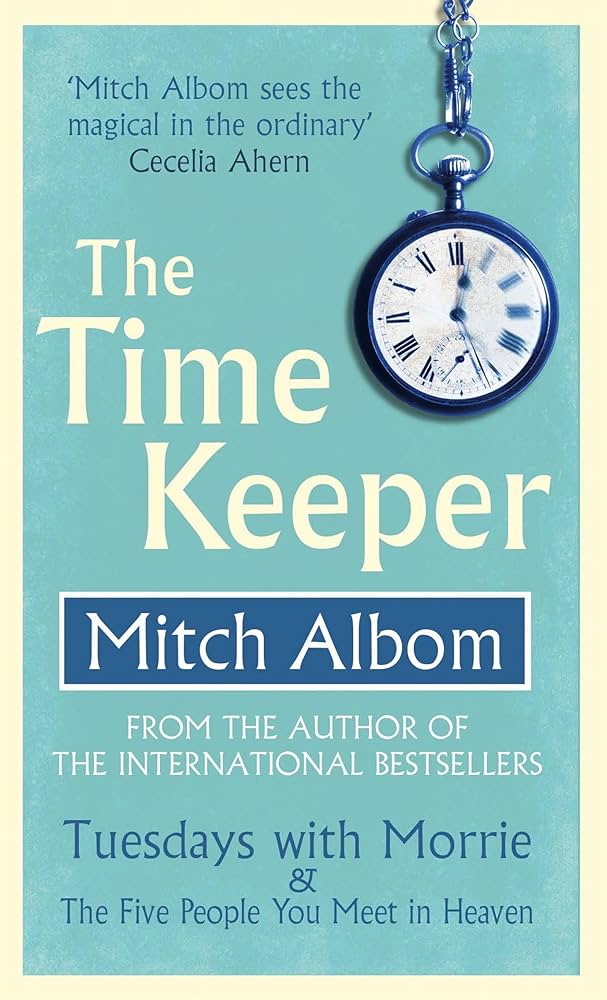 ‘Mitch Albom sees the
magical in the ordinary’
Cecelia Ahern
The
Time
Keeper
Mitch Albom
FROM THE AUTHOR OF
THE INTERNATIONAL BESTSELLERS
Tuesdays with Morrie
&
The Five People You Meet in Heaven